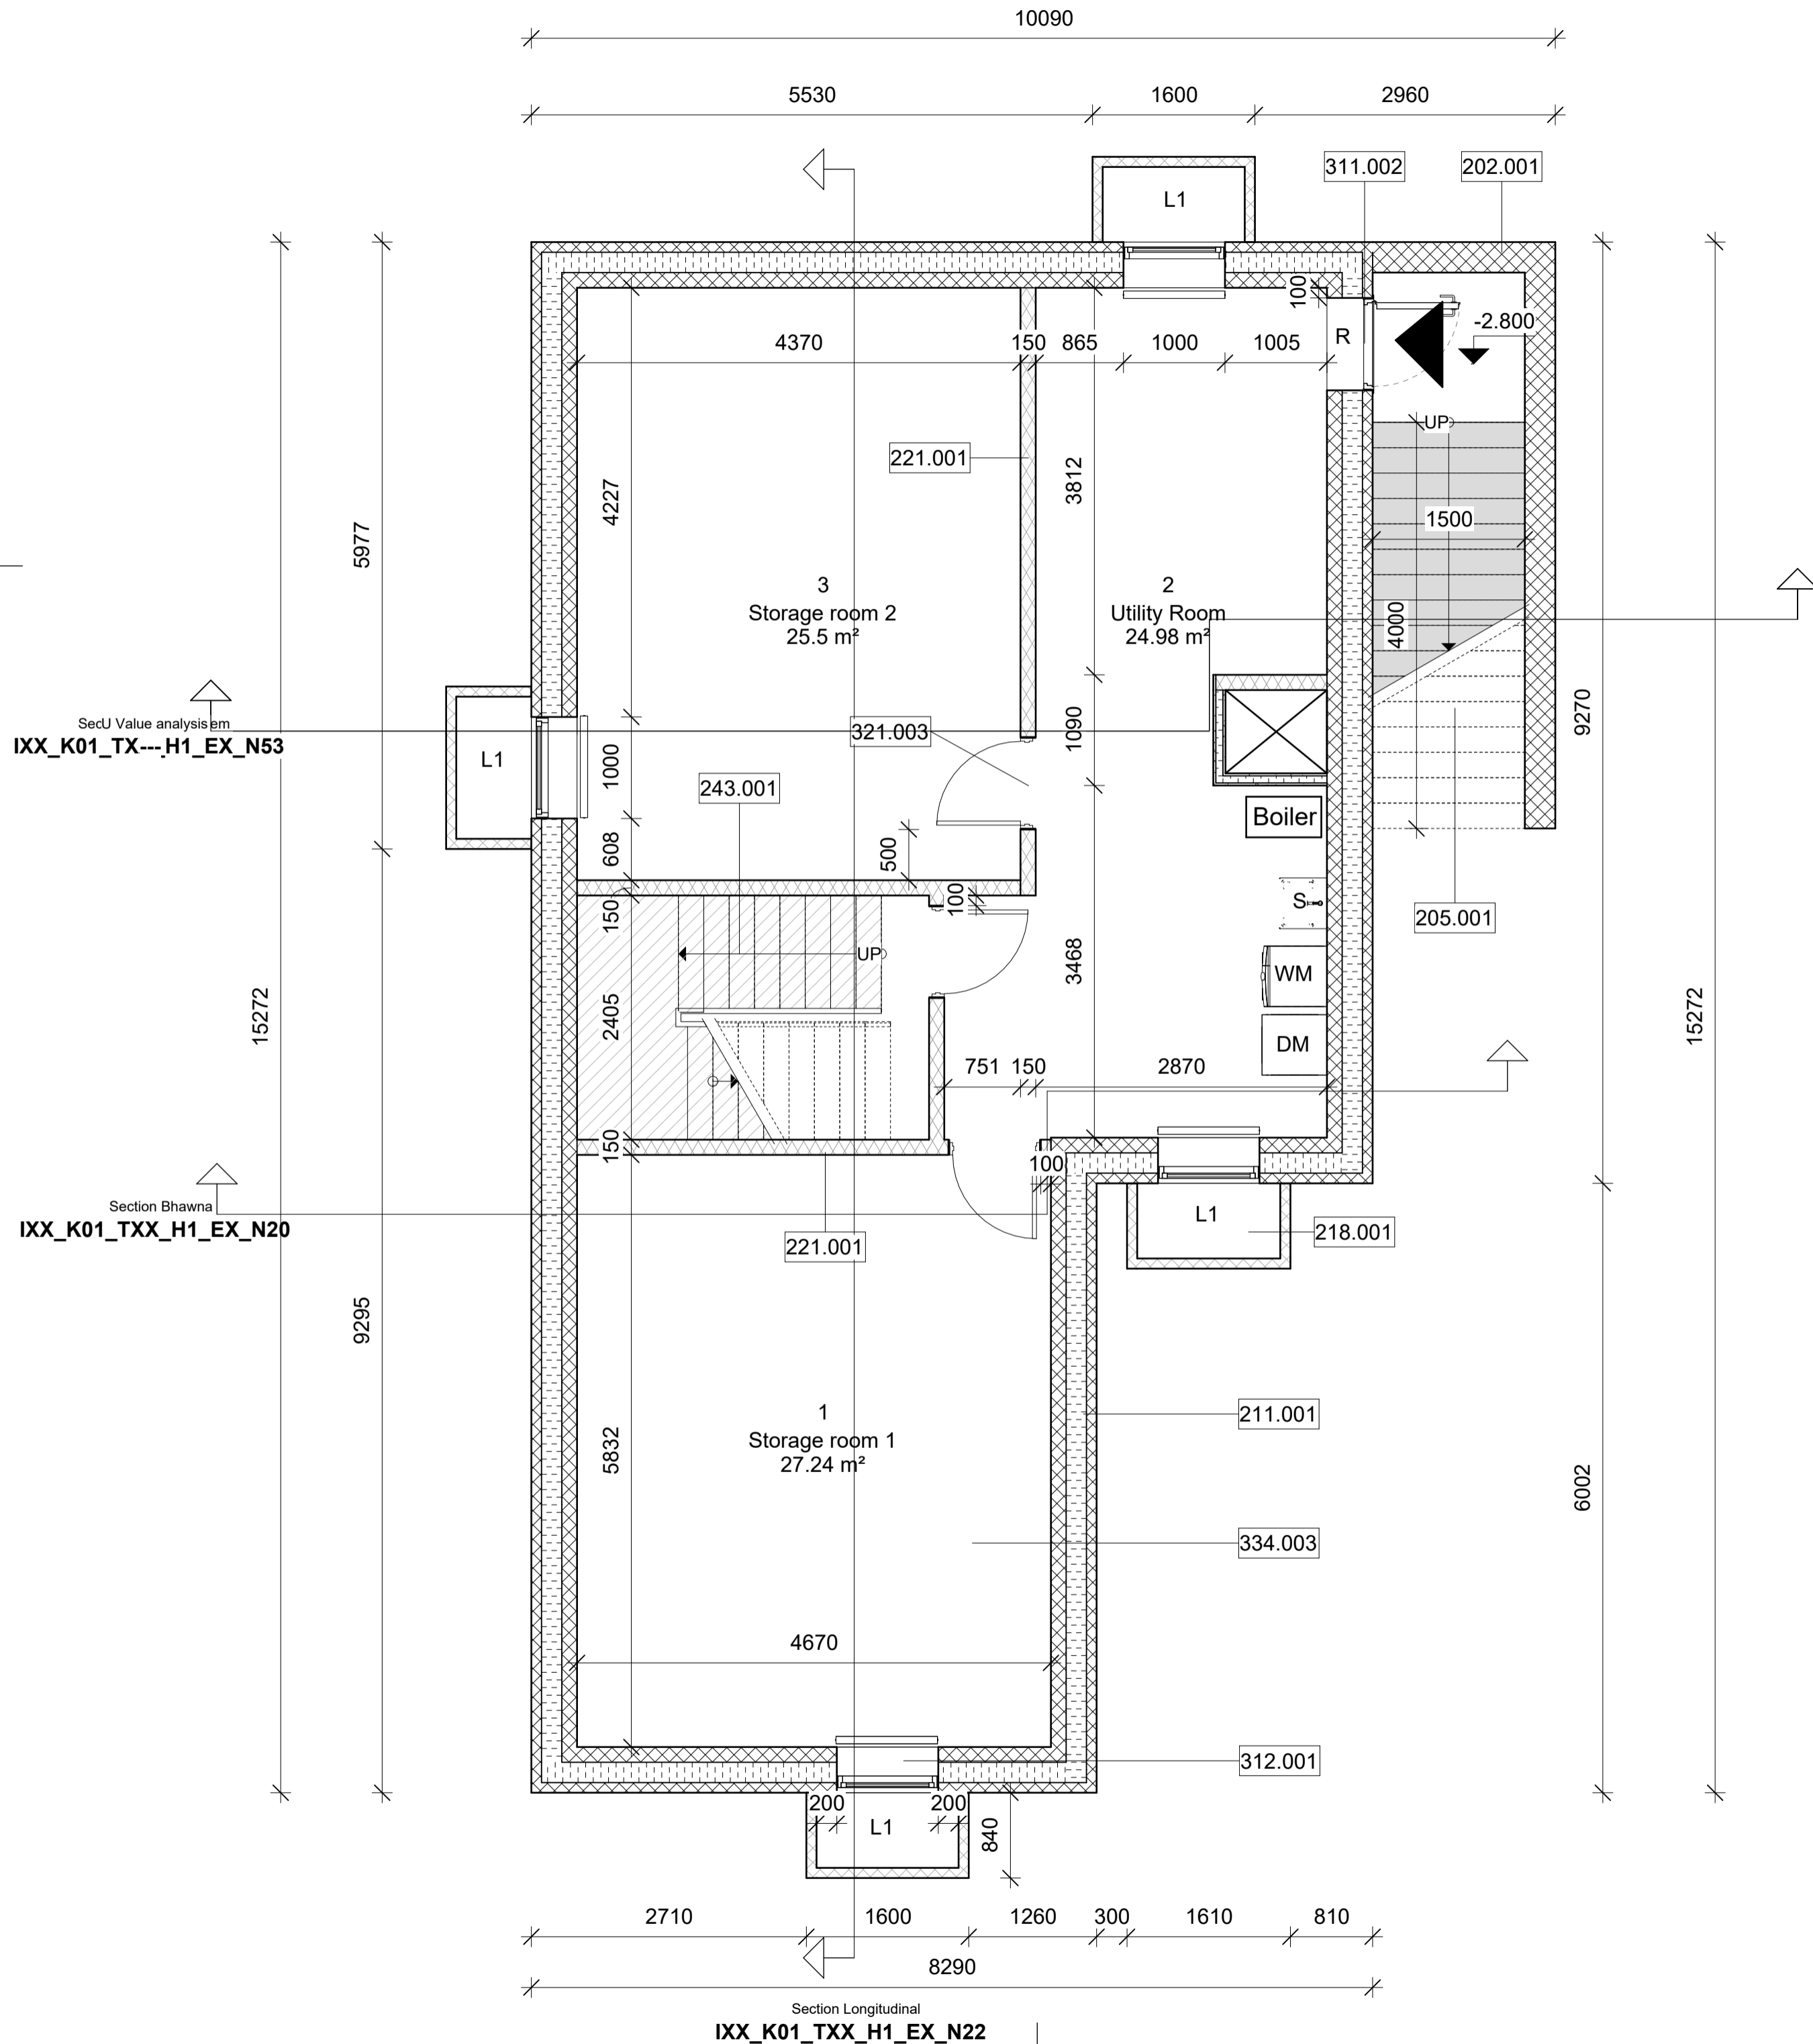 10090
5530
1600
2960
311.002
202.001
L1
100
-2.800
R
4370
150
865
1000
1005
UP
221.001
4227
3812
5977
1500
3
Storage room 2
25.5 m²
2
Utility Room
24.98 m²
4000
9270
SecU Value analysis em
IXX_K01_TX---_H1_EX_N53
L1
1000
321.003
1090
243.001
Boiler
608
500
100
S
205.001
150
UP
3468
WM
15272
2405
15272
DM
751
150
2870
150
100
Section Bhawna
IXX_K01_TXX_H1_EX_N20
L1
218.001
221.001
9295
1
Storage room 1
27.24 m²
5832
211.001
6002
334.003
4670
312.001
200
200
L1
840
2710
1600
1260
300
1610
810
8290
Section Longitudinal
IXX_K01_TXX_H1_EX_N22